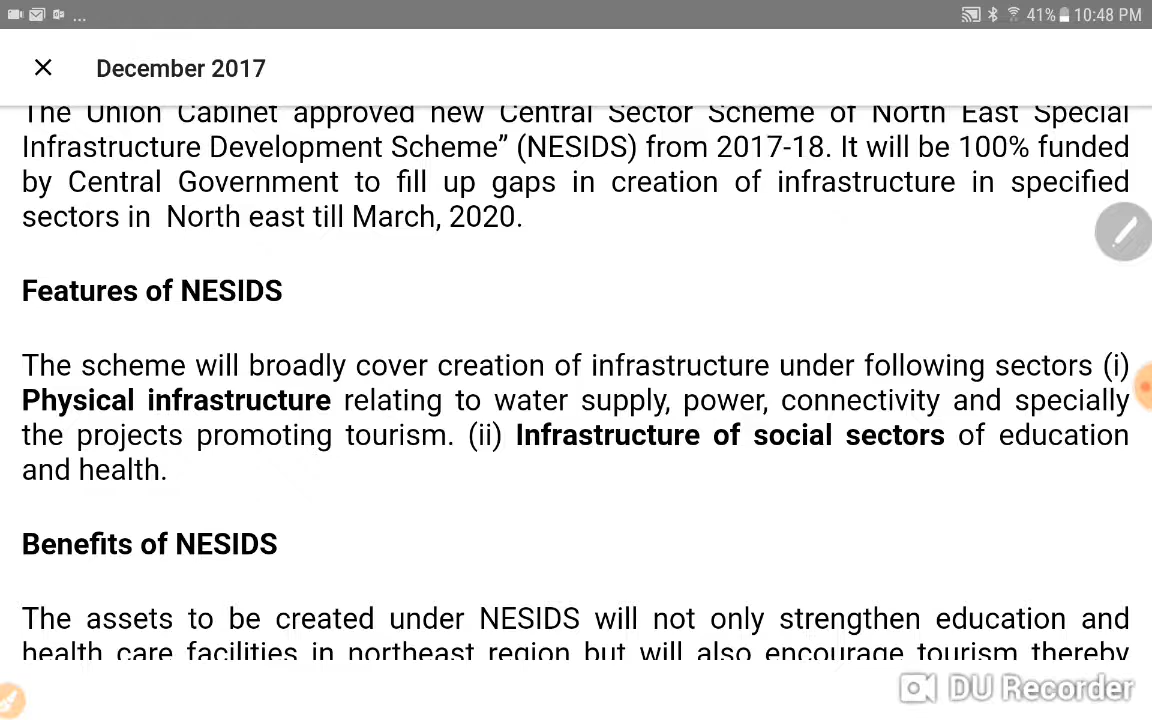 ... 41% 10:48 PM
× December 2017
The Union Cabinet approved new Central Sector Scheme of North East Special
Infrastructure Development Scheme” (NESIDS) from 2017-18. It will be 100% funded
by Central Government to fill up gaps in creation of infrastructure in specified
sectors in North east till March, 2020.
Features of NESIDS
The scheme will broadly cover creation of infrastructure under following sectors (i)
Physical infrastructure relating to water supply, power, connectivity and specially
the projects promoting tourism. (ii) Infrastructure of social sectors of education
and health.
Benefits of NESIDS
The assets to be created under NESIDS will not only strengthen education and
health care facilities in northeast region but will also encourage tourism thereby
DU Recorder